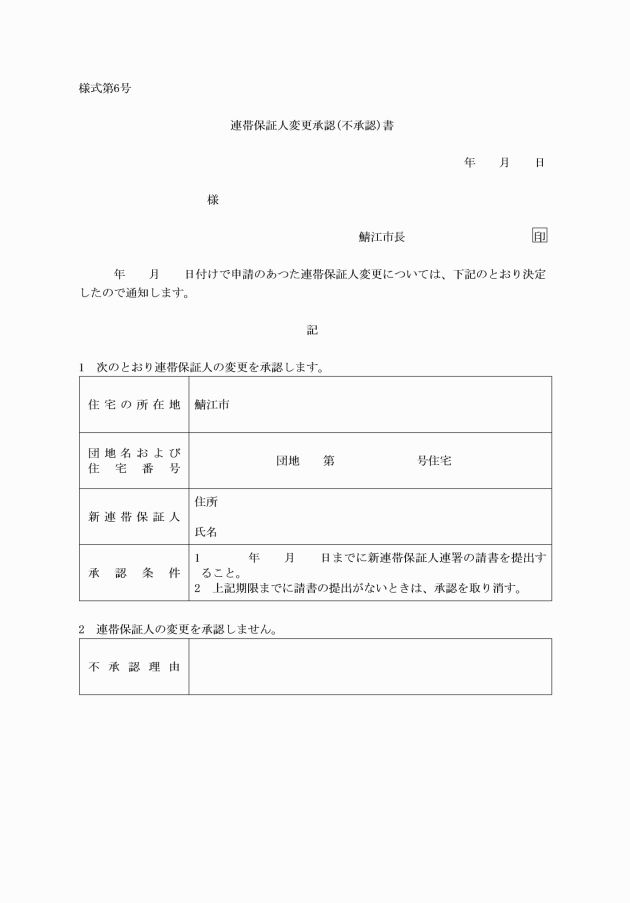 様式第6号
連帯保証人変更承認(不承認)書
年　　月　　日
様
鯖江市長　　　　　　　　　　　印
年　　月　　日付けで申請のあつた連帯保証人変更については、下記のとおり決定
したので通知します。
記
1　次のとおり連帯保証人の変更を承認します。
住宅の所在地　鯖江市
団地名および
住宅番号
団地　　第　　　　　　　号住宅
新連帯保証人
住所
氏名
承認条件
1　　　　年　　月　　日までに新連帯保証人連署の請書を提出す
ること。
2　上記期限までに請書の提出がないときは、承認を取り消す。
2　連帯保証人の変更を承認しません。
不承認理由